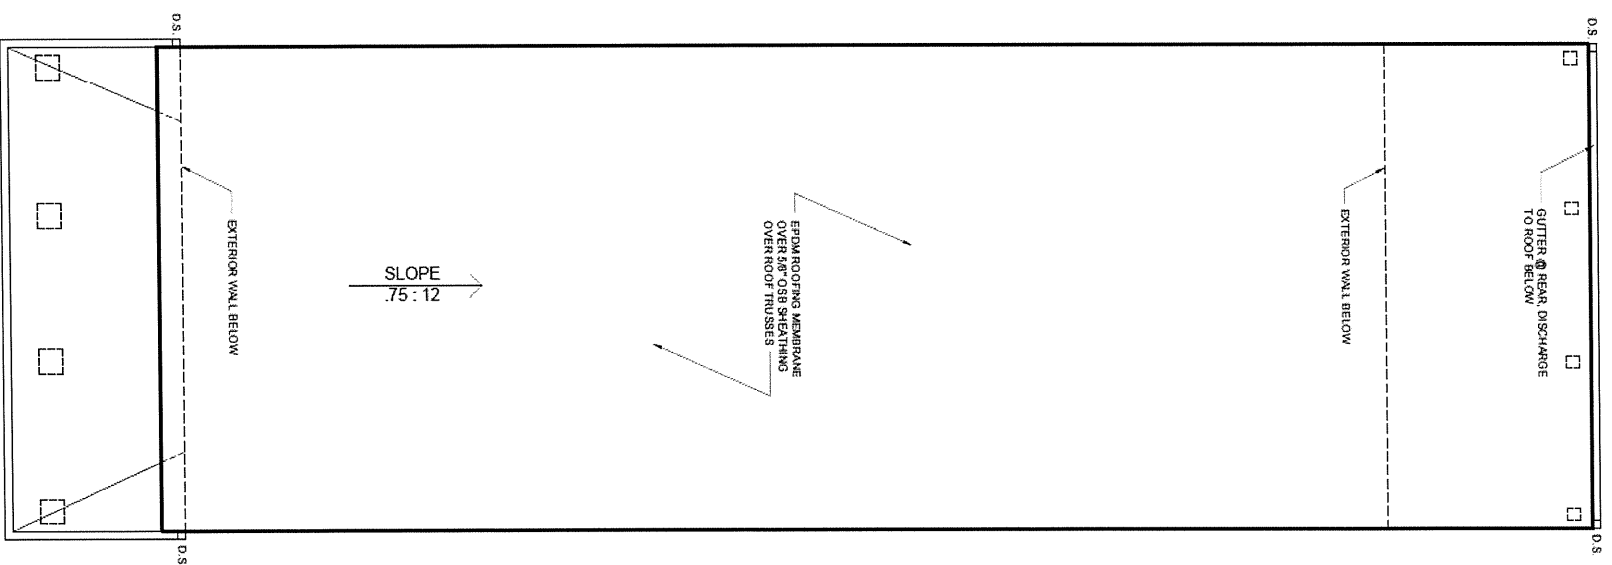 D.S.
D.S.
EXTERIOR WALL BELOW
SLOPE
.75 : 12
EPDM ROOFING MEMBRANE
OVER 5/8" OSB SHEATHING
OVER ROOF TRUSSES
EXTERIOR WALL BELOW
GUTTER @ REAR, DISCHARGE
TO ROOF BELOW
D.S.
D.S.